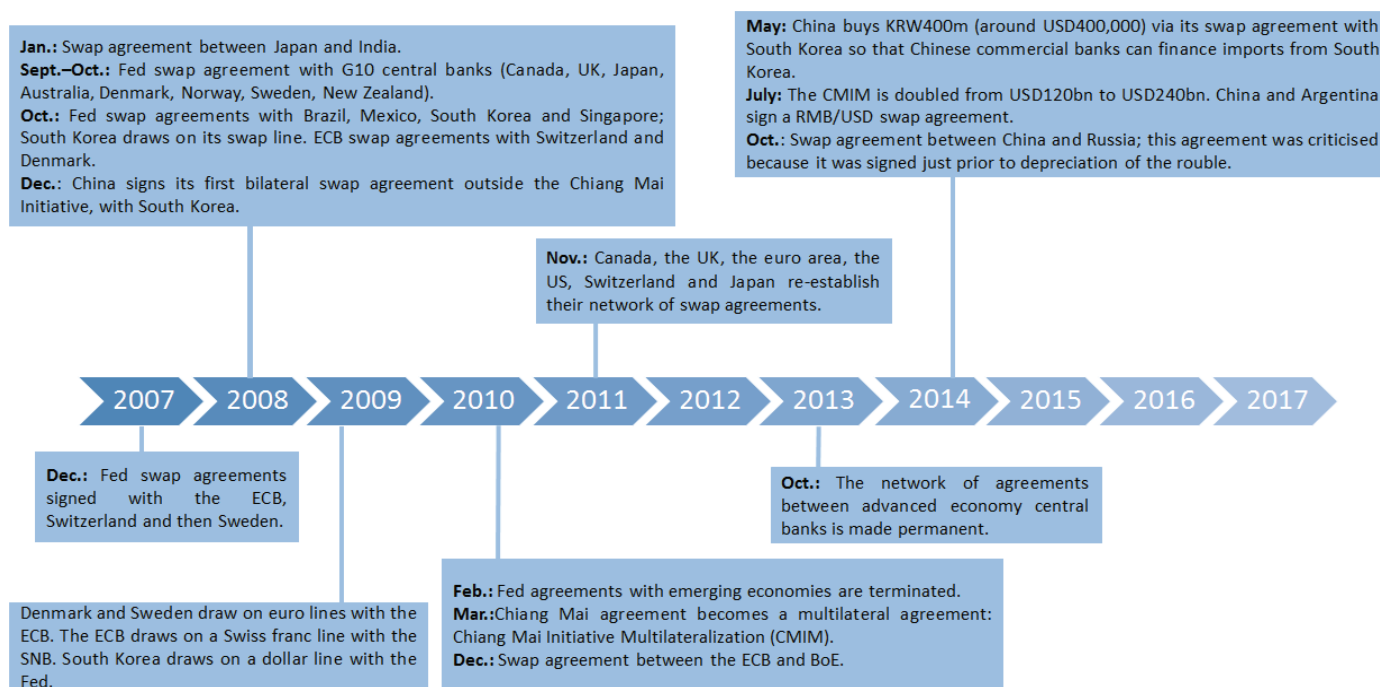 Jan.: Swap agreement between Japan and India.
Sept.–Oct.: Fed swap agreement with G10 central banks (Canada, UK, Japan,
Australia, Denmark, Norway, Sweden, New Zealand).
Oct.: Fed swap agreements with Brazil, Mexico, South Korea and Singapore;
South Korea draws on its swap line. ECB swap agreements with Switzerland and
Denmark.
Dec.: China signs its first bilateral swap agreement outside the Chiang Mai
Initiative, with South Korea.
May: China buys KRW400m (around USD400,000) via its swap agreement with
South Korea so that Chinese commercial banks can finance imports from South
Korea.
July: The CMIM is doubled from USD120bn to USD240bn. China and Argentina
sign a RMB/USD swap agreement.
Oct.: Swap agreement between China and Russia; this agreement was criticised
because it was signed just prior to depreciation of the rouble.
Nov.: Canada, the UK, the euro area, the
US, Switzerland and Japan re-establish
their network of swap agreements.
2007 2008 2009 2010 2011 2012 2013 2014 2015 2016 2017
Dec.: Fed swap agreements
signed with the ECB,
Switzerland and then Sweden.
Oct.: The network of agreements
between advanced economy central
banks is made permanent.
Denmark and Sweden draw on euro lines with the
ECB. The ECB draws on a Swiss franc line with the
SNB. South Korea draws on a dollar line with the
Fed.
Feb.: Fed agreements with emerging economies are terminated.
Mar.:Chiang Mai agreement becomes a multilateral agreement:
Chiang Mai Initiative Multilateralization (CMIM).
Dec.: Swap agreement between the ECB and BoE.